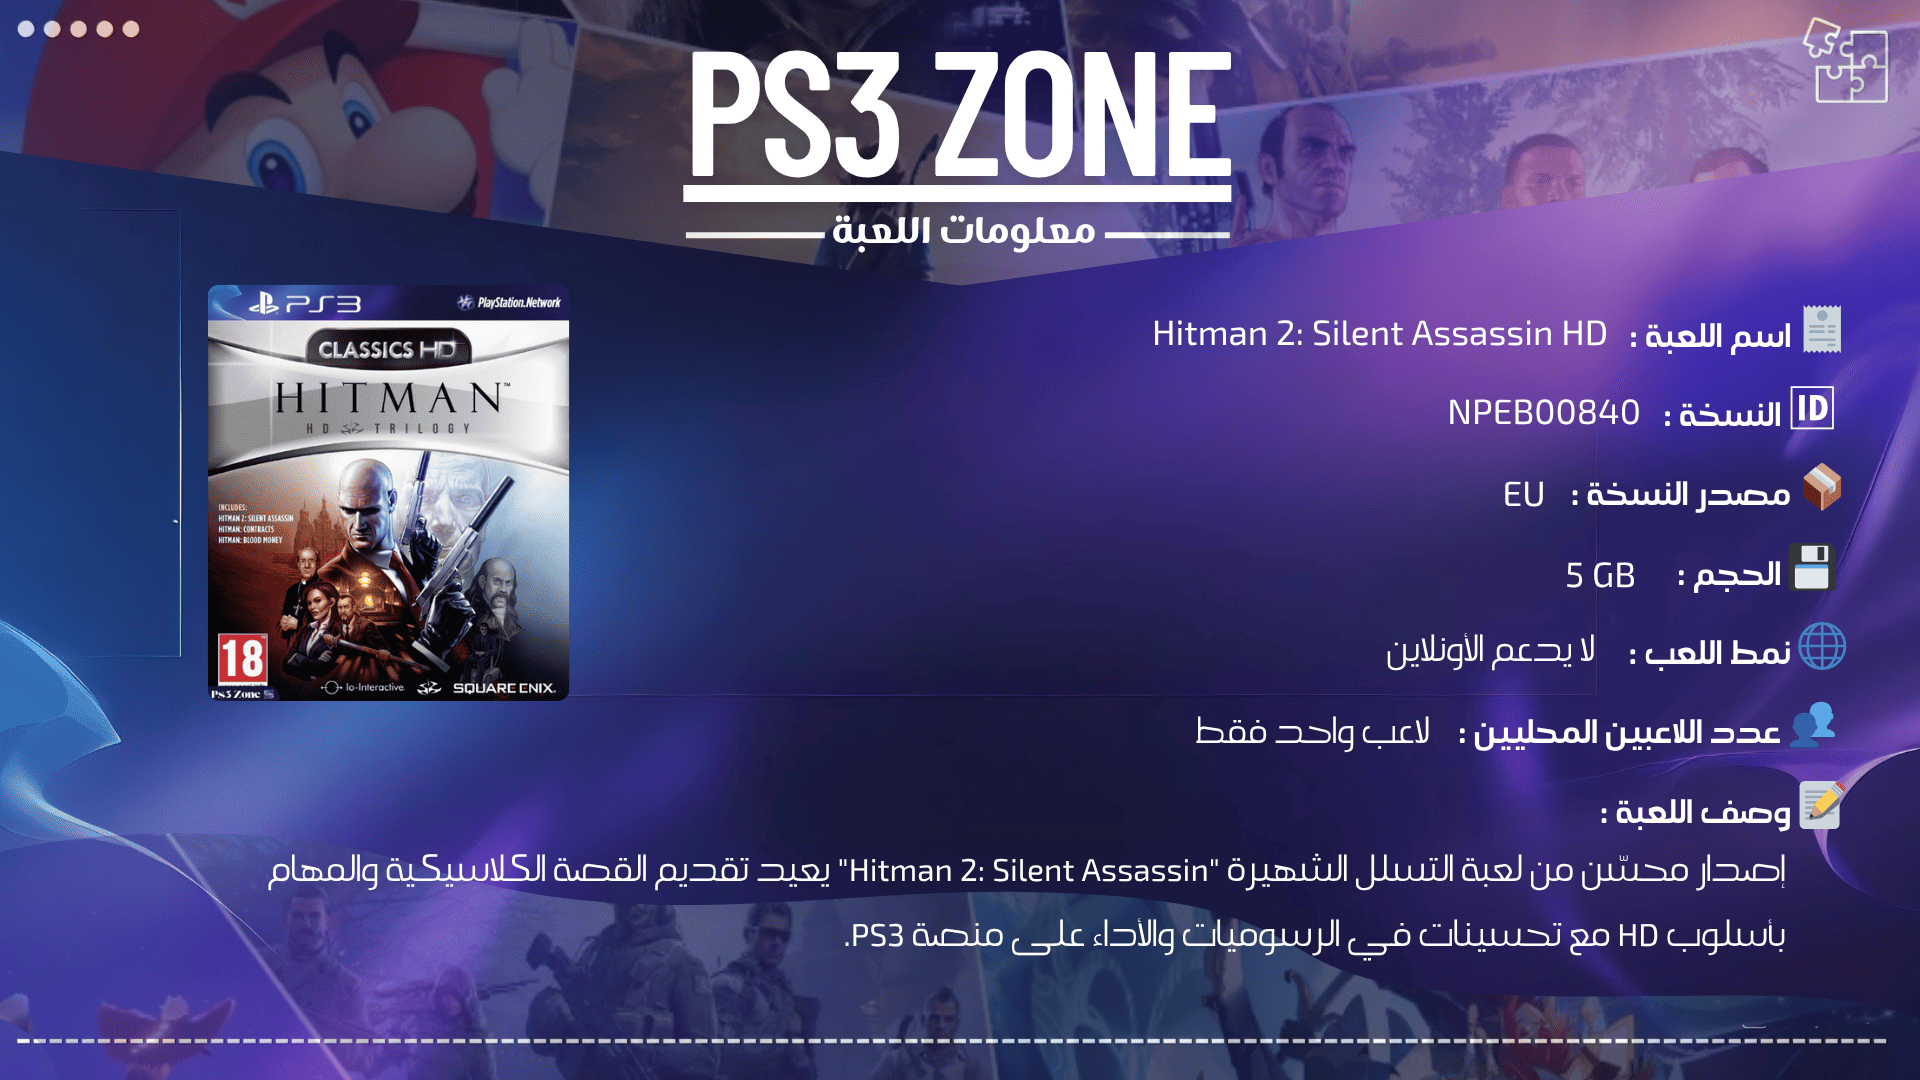 PS3 ZONE
معلومات اللعبة
اسم اللعبة : Hitman 2: Silent Assassin HD
ID النسخة : NPEB00840
مصدر النسخة : EU
الحجم : 5 GB
نمط اللعب : لا يدعم الأونلاين
عدد اللاعبين المحليين : لاعب واحد فقط
وصف اللعبة :
إصدار محسّن من لعبة التسلل الشهيرة "Hitman 2: Silent Assassin" يعيد تقديم القصة الكلاسيكية والمهام
بأسلوب HD مع تحسينات في الرسوميات والأداء على منصة PS3.
PS3 PlayStation.Network
CLASSICS HD
HITMAN™
HD TRILOGY
INCLUDES:
HITMAN 2: SILENT ASSASSIN
HITMAN: CONTRACTS
HITMAN: BLOOD MONEY
18
Ps3 Zone
Io-Interactive. SQUARE ENIX.